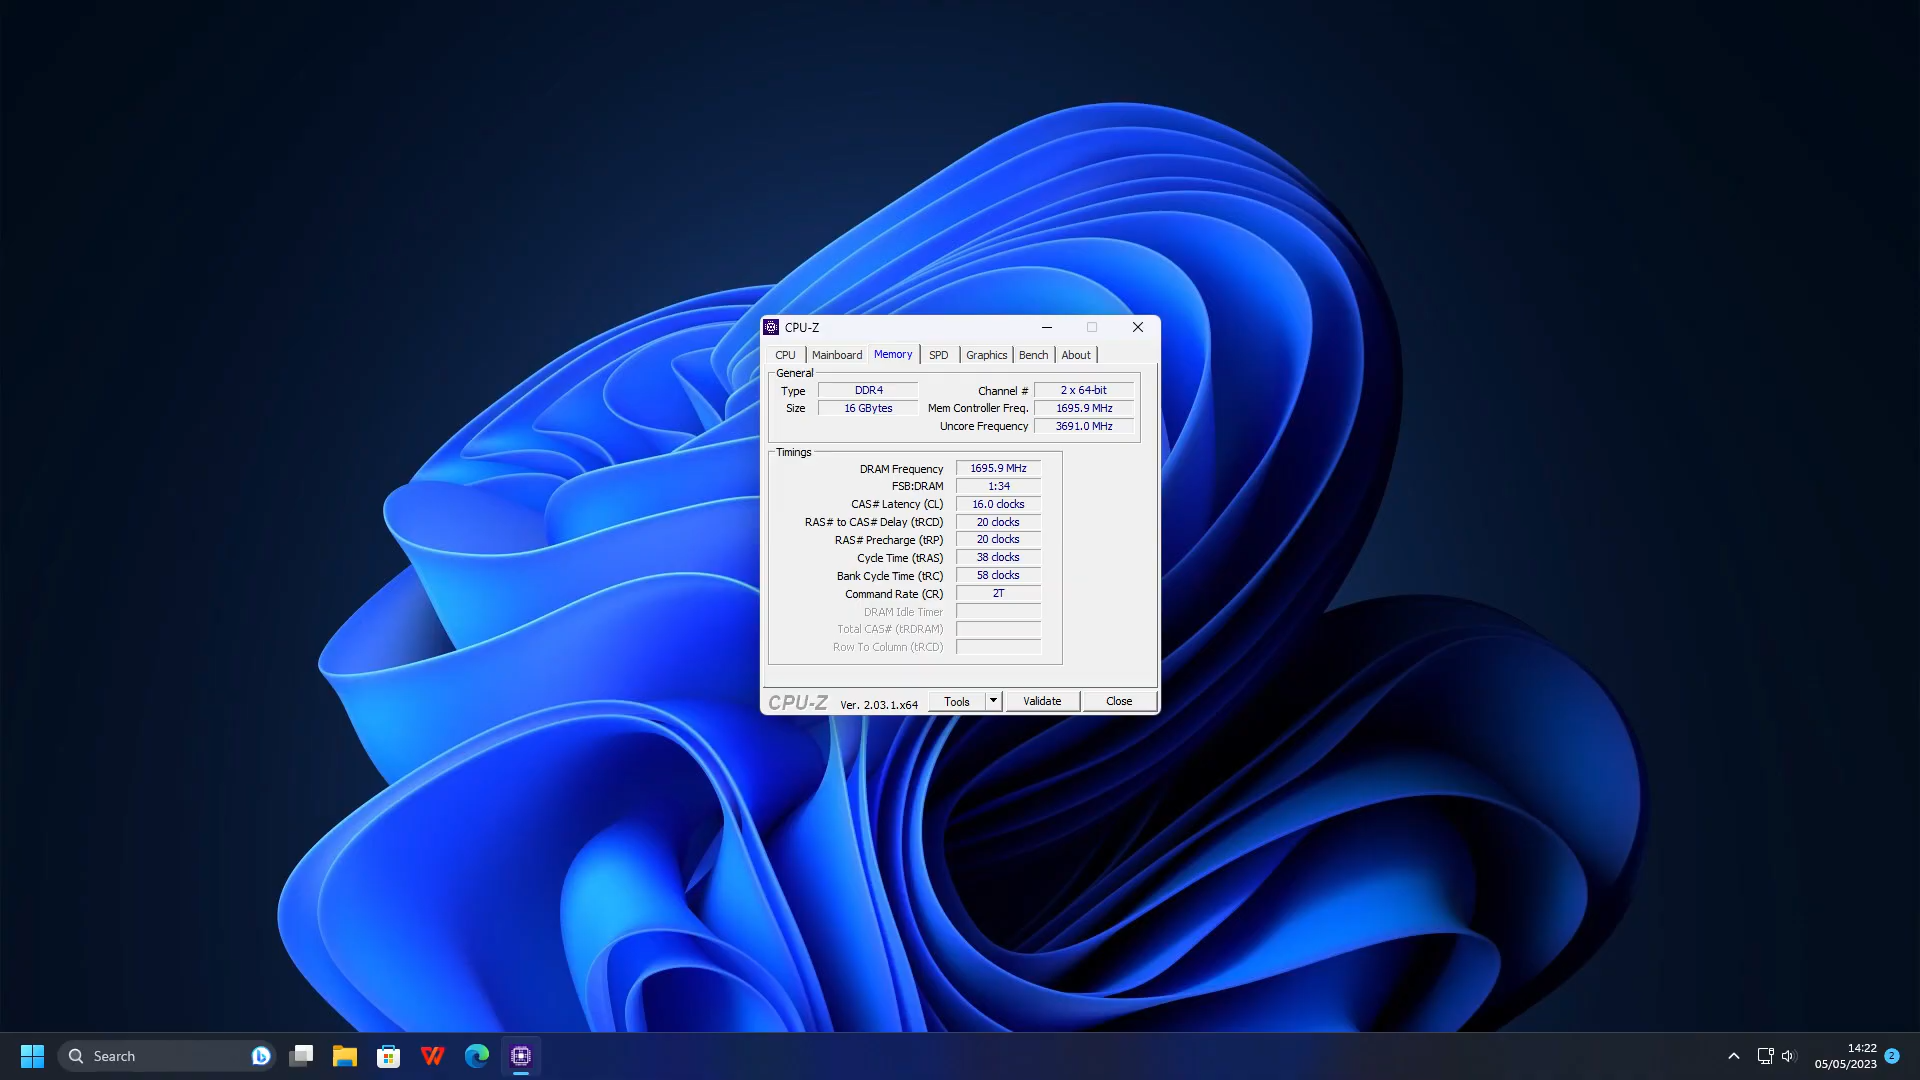 CPU-Z
CPU Mainboard Memory SPD Graphics Bench About
General
Type DDR4 Channel # 2 x 64-bit
Size 16 GBytes Mem Controller Freq. 1695.9 MHz
Uncore Frequency 3691.0 MHz
Timings
DRAM Frequency 1695.9 MHz
FSB:DRAM 1:34
CAS# Latency (CL) 16.0 clocks
RAS# to CAS# Delay (tRCD) 20 clocks
RAS# Precharge (tRP) 20 clocks
Cycle Time (tRAS) 38 clocks
Bank Cycle Time (tRC) 58 clocks
Command Rate (CR) 2T
DRAM Idle Timer
Total CAS# (tRDRAM)
Row To Column (tRCD)
CPU-Z Ver. 2.03.1.x64 Tools Validate Close
Search
14:22
05/05/2023 2